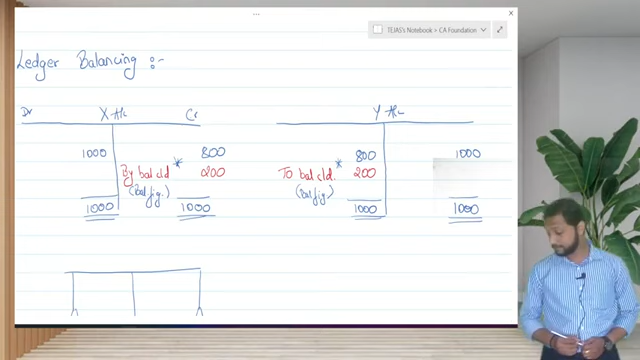 TEJAS's Notebook > CA Foundation
Ledger Balancing :-
Dr X A/c Cr
1000 800
By bal c/d * 200
(Bal fig.)
1000 1000
Y A/c
800 1000
To bal c/d. * 200
(Bal fig.)
1000 1000